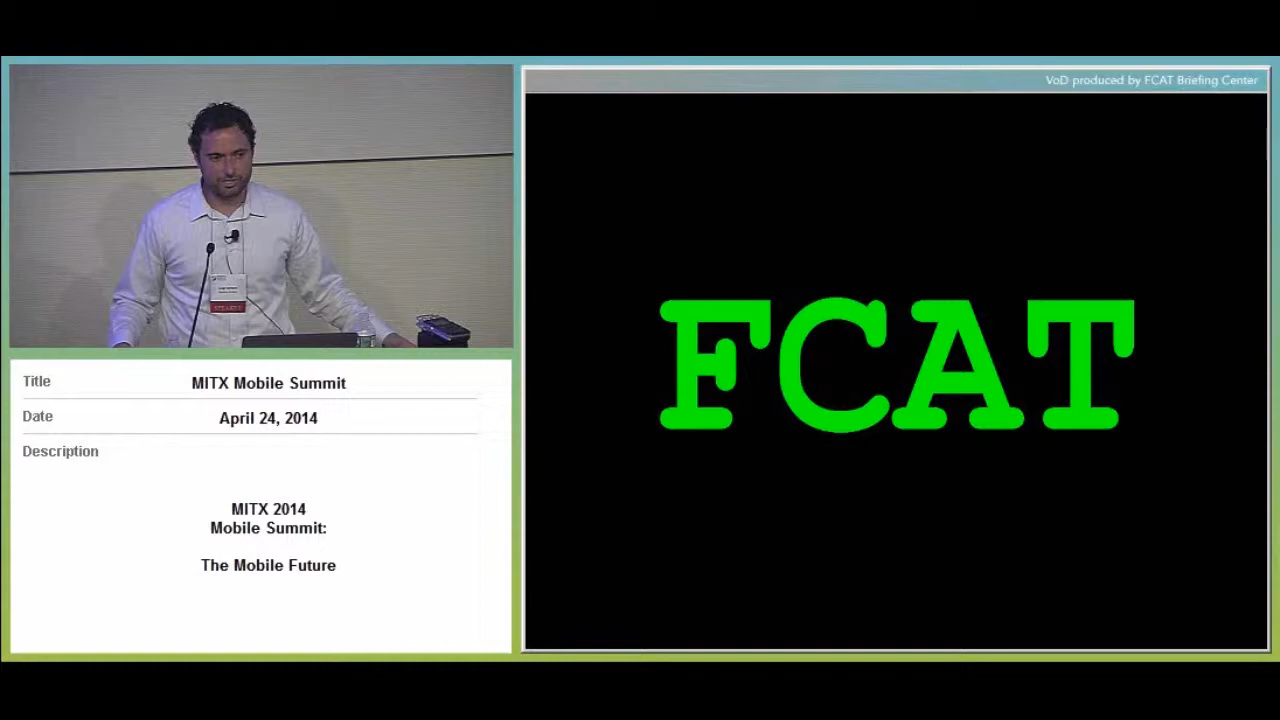 VoD produced by FCAT Briefing Center
FCAT
Title
MITX Mobile Summit
Date
April 24, 2014
Description
MITX 2014
Mobile Summit:
The Mobile Future